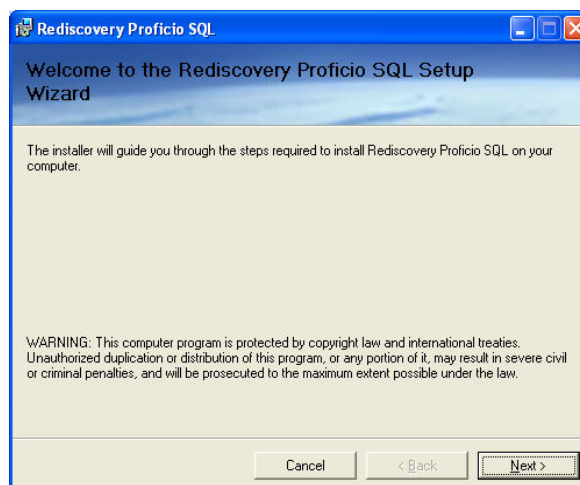 Rediscovery Proficio SQL
Welcome to the Rediscovery Proficio SQL Setup
Wizard
The installer will guide you through the steps required to install Rediscovery Proficio SQL on your
computer.
WARNING: This computer program is protected by copyright law and international treaties.
Unauthorized duplication or distribution of this program, or any portion of it, may result in severe civil
or criminal penalties, and will be prosecuted to the maximum extent possible under the law.
Cancel < Back Next >